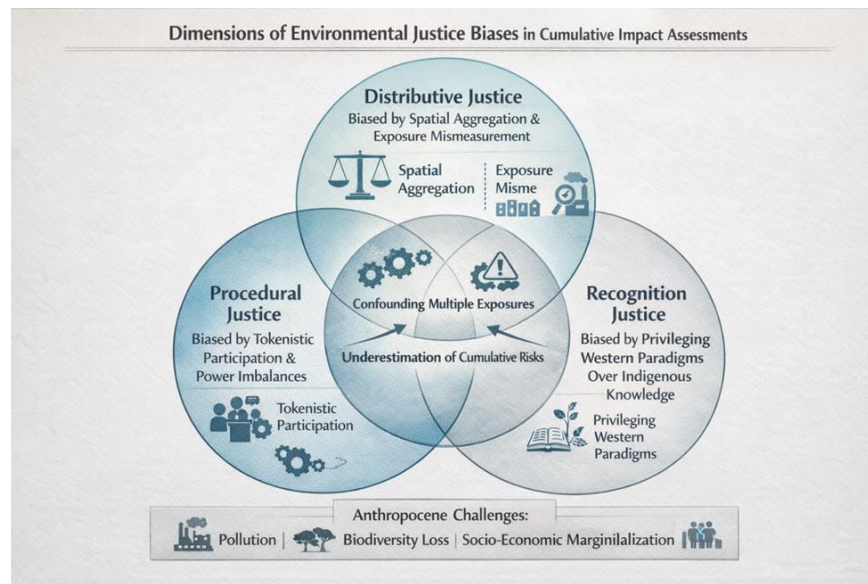 Dimensions of Environmental Justice Biases in Cumulative Impact Assessments
Distributive Justice
Biased by Spatial Aggregation &
Exposure Mismeasurement
Spatial
Aggregation
Exposure
Misme
Confounding Multiple Exposures
Underestimation of Cumulative Risks
Procedural
Justice
Biased by Tokenistic
Participation &
Power Imbalances
Tokenistic
Participation
Recognition
Justice
Biased by Privileging
Western Paradigms
Over Indigenous
Knowledge
Privileging
Western
Paradigms
Anthropocene Challenges:
Pollution | Biodiversity Loss | Socio-Economic Marginilalization